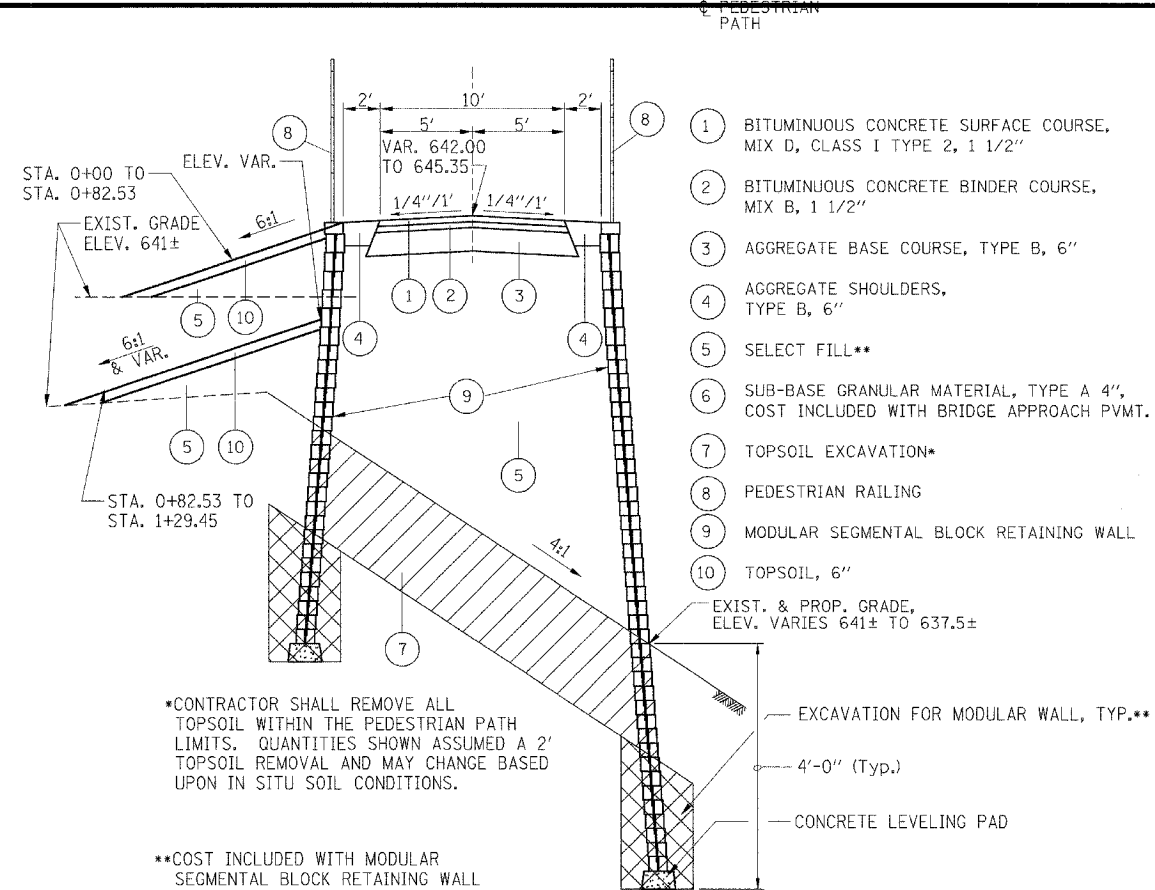 ℄ PEDESTRIAN
PATH
2'
10'
2'
5'
5'
8
8
VAR. 642.00
TO 645.35
ELEV. VAR.
STA. 0+00 TO
STA. 0+82.53
EXIST. GRADE
ELEV. 641±
6:1
1/4"/1'
1/4"/1'
1
2
3
4
4
5
10
6:1
& VAR.
9
5
10
5
STA. 0+82.53 TO
STA. 1+29.45
4:1
7
1 BITUMINUOUS CONCRETE SURFACE COURSE,
MIX D, CLASS I TYPE 2, 1 1/2"
2 BITUMINUOUS CONCRETE BINDER COURSE,
MIX B, 1 1/2"
3 AGGREGATE BASE COURSE, TYPE B, 6"
4 AGGREGATE SHOULDERS,
TYPE B, 6"
5 SELECT FILL**
6 SUB-BASE GRANULAR MATERIAL, TYPE A 4",
COST INCLUDED WITH BRIDGE APPROACH PVMT.
7 TOPSOIL EXCAVATION*
8 PEDESTRIAN RAILING
9 MODULAR SEGMENTAL BLOCK RETAINING WALL
10 TOPSOIL, 6"
EXIST. & PROP. GRADE,
ELEV. VARIES 641± TO 637.5±
EXCAVATION FOR MODULAR WALL, TYP.**
4'-0" (Typ.)
CONCRETE LEVELING PAD
*CONTRACTOR SHALL REMOVE ALL
TOPSOIL WITHIN THE PEDESTRIAN PATH
LIMITS. QUANTITIES SHOWN ASSUMED A 2'
TOPSOIL REMOVAL AND MAY CHANGE BASED
UPON IN SITU SOIL CONDITIONS.
**COST INCLUDED WITH MODULAR
SEGMENTAL BLOCK RETAINING WALL